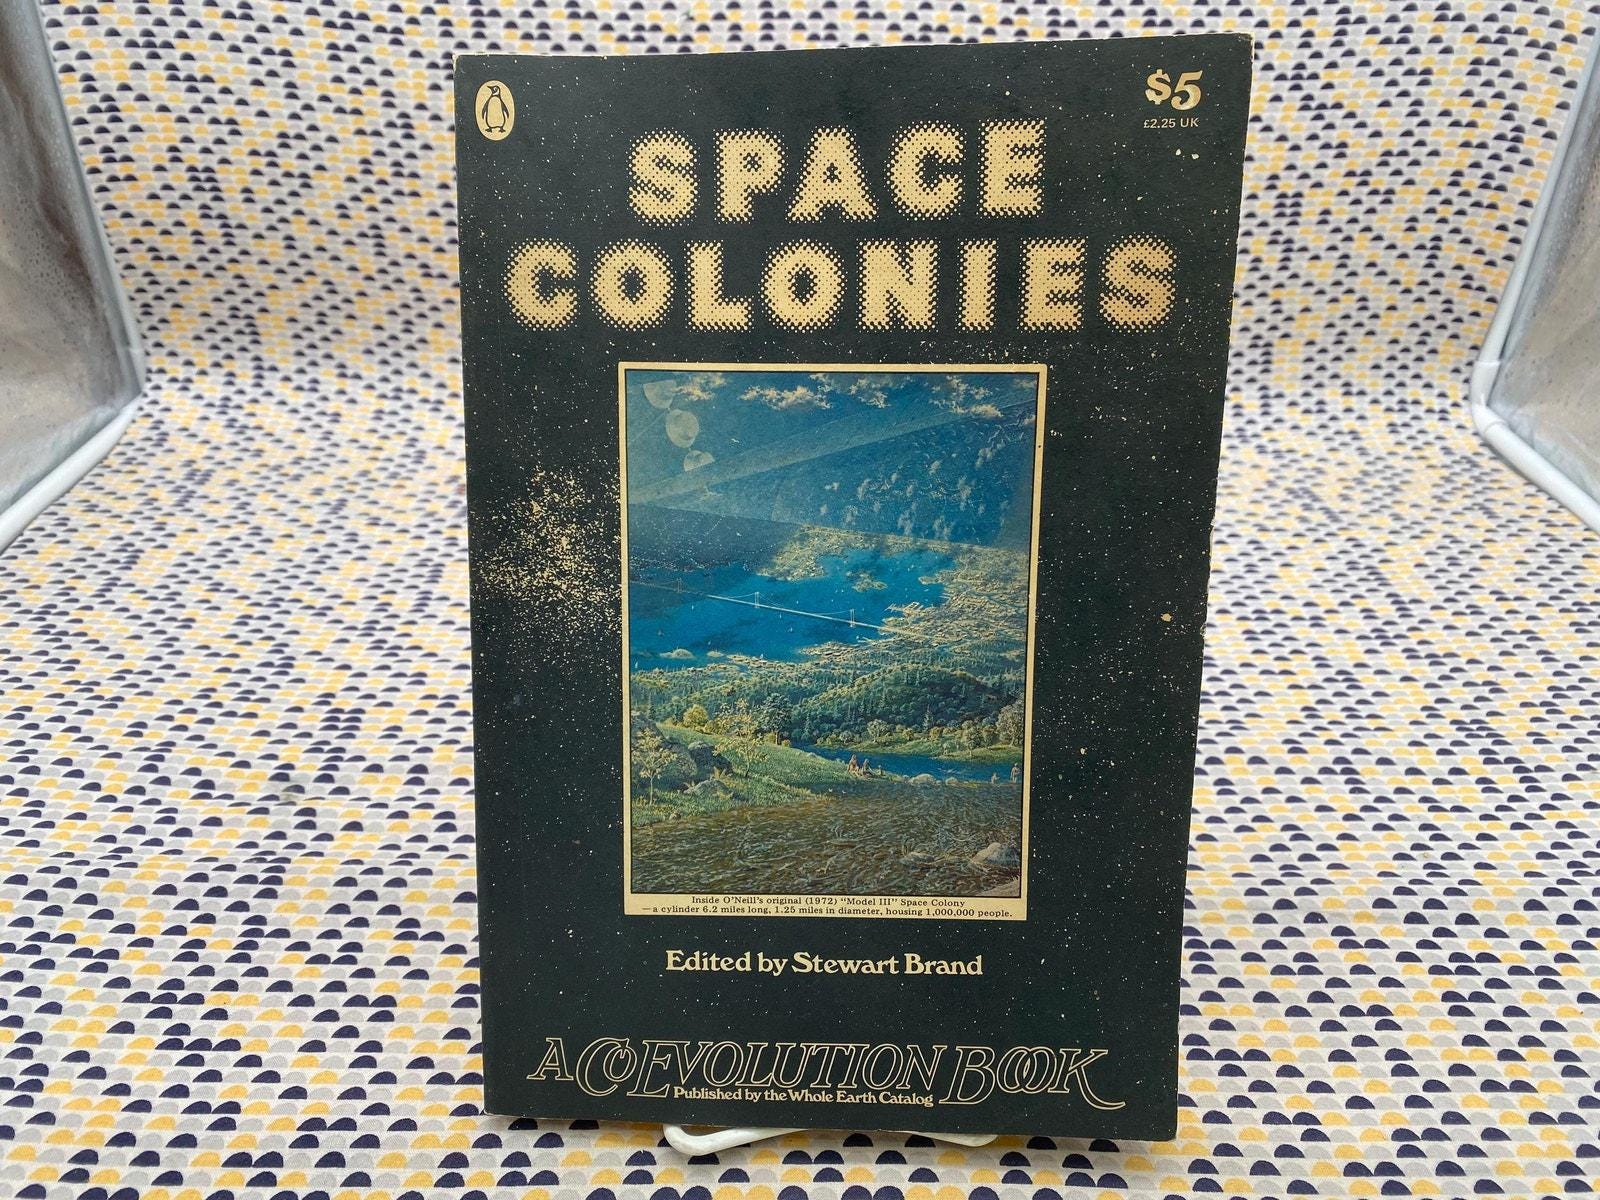 $5
£2.25 UK
SPACE
COLONIES
Inside O'Neill's original (1972) "Model III" Space Colony
—a cylinder 6.2 miles long, 1.25 miles in diameter, housing 1,000,000 people.
Edited by Stewart Brand
A COEVOLUTION BOOK
Published by the Whole Earth Catalog